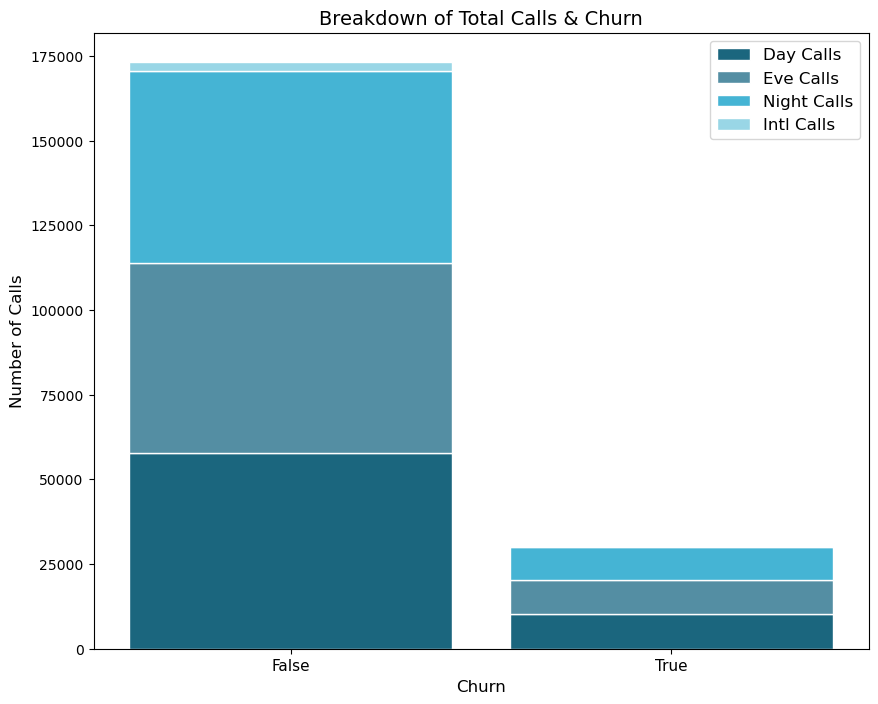 Breakdown of Total Calls & Churn
Day Calls
Eve Calls
Night Calls
Intl Calls
175000
150000
125000
100000
75000
50000
25000
0
Number of Calls
False
True
Churn